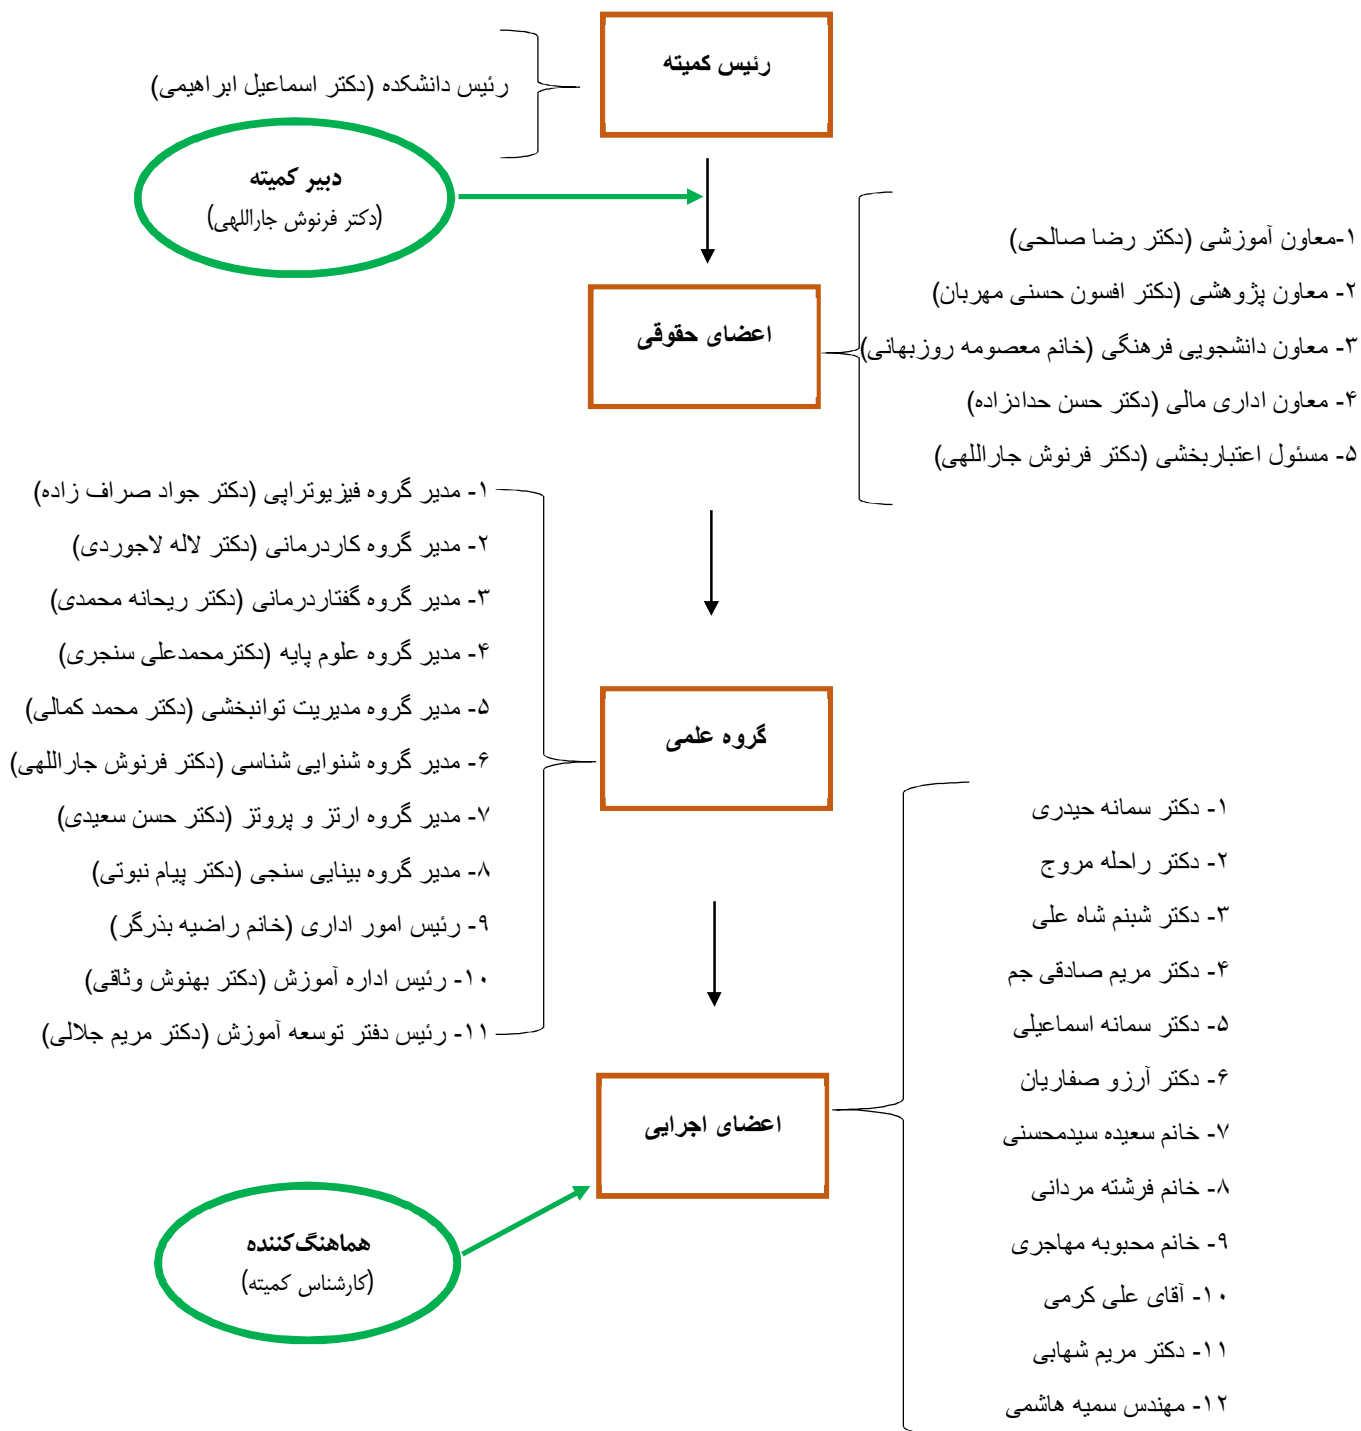 رئیس کمیته
رئیس دانشکده (دکتر اسماعیل ابراهیمی)
دبیر کمیته
(دکتر فرنوش جاراللهی)
اعضای حقوقی
۱-معاون آموزشی (دکتر رضا صالحی)
۲- معاون پژوهشی (دکتر افسون حسنی مهربان)
۳- معاون دانشجویی فرهنگی (خانم معصومه روزبهانی)
۴- معاون اداری مالی (دکتر حسن حدادزاده)
۵- مسئول اعتباربخشی (دکتر فرنوش جاراللهی)
گروه علمی
۱- مدیر گروه فیزیوتراپی (دکتر جواد صراف زاده)
۲- مدیر گروه کاردرمانی (دکتر لاله لاجوردی)
۳- مدیر گروه گفتاردرمانی (دکتر ریحانه محمدی)
۴- مدیر گروه علوم پایه (دکترمحمدعلی سنجری)
۵- مدیر گروه مدیریت توانبخشی (دکتر محمد کمالی)
۶- مدیر گروه شنوایی شناسی (دکتر فرنوش جاراللهی)
۷- مدیر گروه ارتز و پروتز (دکتر حسن سعیدی)
۸- مدیر گروه بینایی سنجی (دکتر پیام نبوتی)
۹- رئیس امور اداری (خانم راضیه بذرگر)
۱۰- رئیس اداره آموزش (دکتر بهنوش وثاقی)
۱۱- رئیس دفتر توسعه آموزش (دکتر مریم جلالی)
اعضای اجرایی
۱- دکتر سمانه حیدری
۲- دکتر راحله مروج
۳- دکتر شبنم شاه علی
۴- دکتر مریم صادقی جم
۵- دکتر سمانه اسماعیلی
۶- دکتر آرزو صفاریان
۷- خانم سعیده سیدمحسنی
۸- خانم فرشته مردانی
۹- خانم محبوبه مهاجری
۱۰- آقای علی کرمی
۱۱- دکتر مریم شهابی
۱۲- مهندس سمیه هاشمی
هماهنگ‌کننده
(کارشناس کمیته)